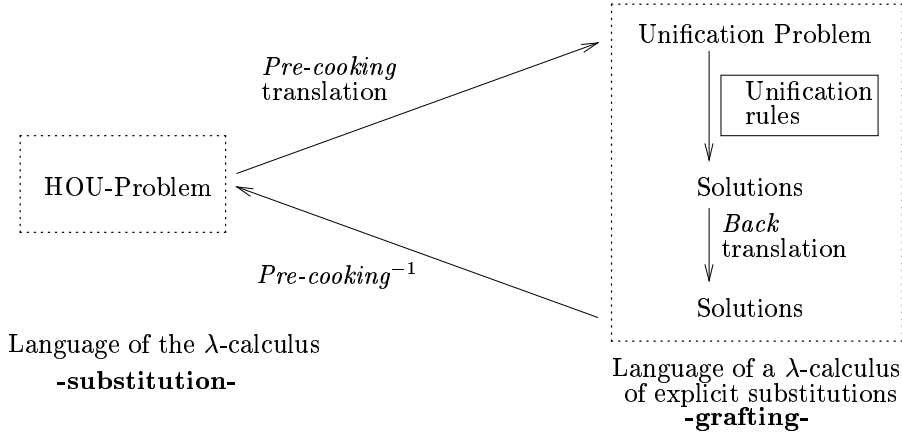 Unification Problem
Pre-cooking
translation
Unification
rules
HOU-Problem
Solutions
Back
translation
Pre-cooking⁻¹
Solutions
Language of the λ-calculus
-substitution-
Language of a λ-calculus
of explicit substitutions
-grafting-